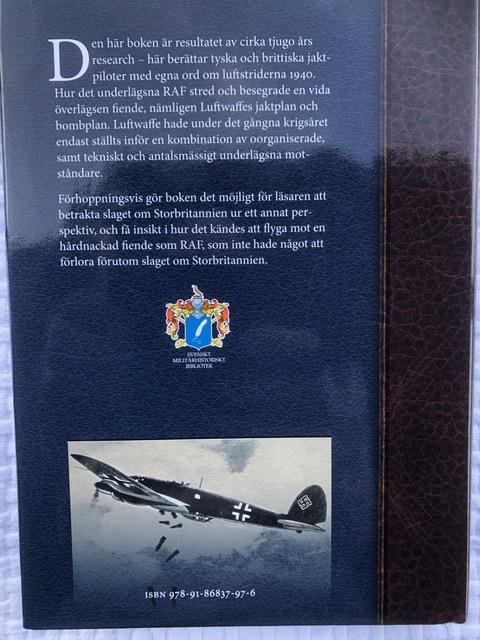 Den här boken är resultatet av cirka tjugo års
research – här berättar tyska och brittiska jakt-
piloter med egna ord om luftstriderna 1940.
Hur det underlägsna RAF stred och besegrade en vida
överlägsen fiende, nämligen Luftwaffes jaktplan och
bombplan. Luftwaffe hade under det gångna krigsåret
endast ställts inför en kombination av oorganiserade,
samt tekniskt och antalsmässigt underlägsna mot-
ståndare.
Förhoppningsvis gör boken det möjligt för läsaren att
betrakta slaget om Storbritannien ur ett annat per-
spektiv, och få insikt i hur det kändes att flyga mot en
hårdnackad fiende som RAF, som inte hade något att
förlora förutom slaget om Storbritannien.
SVENSKT
MILITÄRHISTORISKT
BIBLIOTEK
ISBN 978-91-86837-97-6